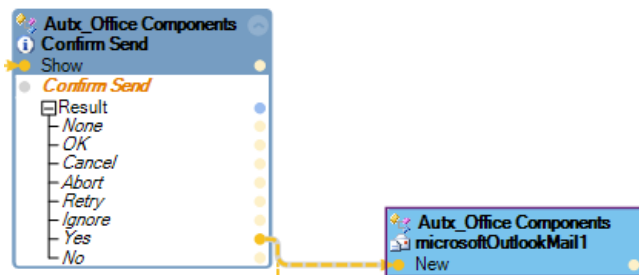 Autx_Office Components
Confirm Send
Show
Confirm Send
Result
None
OK
Cancel
Abort
Retry
Ignore
Yes
No
Autx_Office Components
microsoftOutlookMail1
New